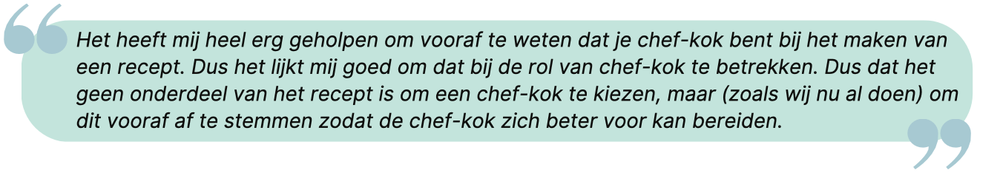 Het heeft mij heel erg geholpen om vooraf te weten dat je chef-kok bent bij het maken van
een recept. Dus het lijkt mij goed om dat bij de rol van chef-kok te betrekken. Dus dat het
geen onderdeel van het recept is om een chef-kok te kiezen, maar (zoals wij nu al doen) om
dit vooraf af te stemmen zodat de chef-kok zich beter voor kan bereiden.